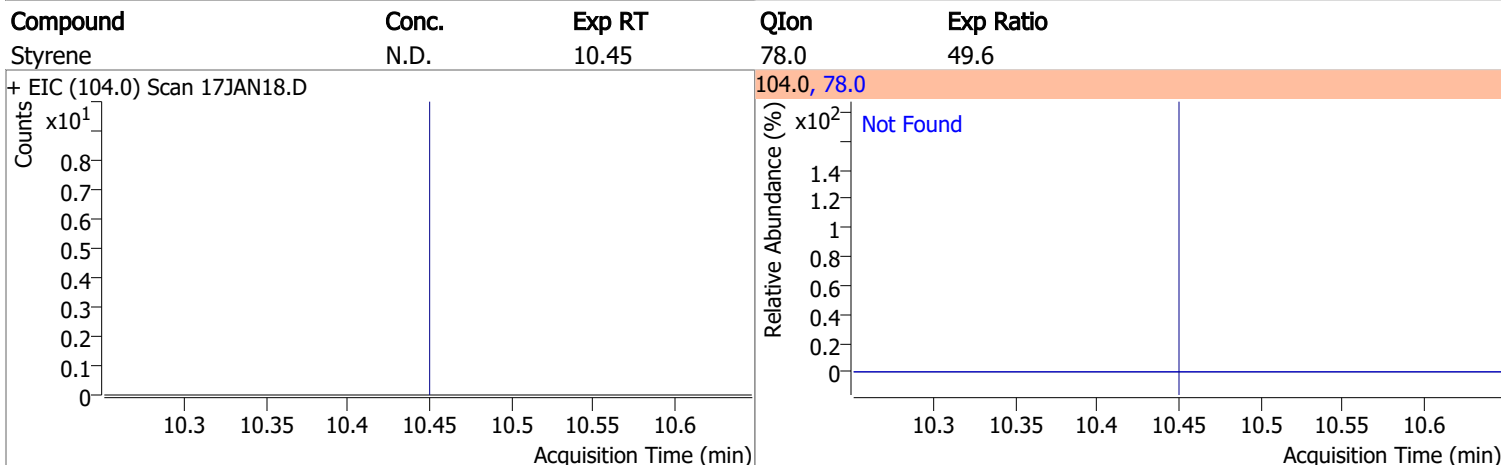 Compound Conc. Exp RT QIon Exp Ratio
Styrene N.D. 10.45 78.0 49.6
+ EIC (104.0) Scan 17JAN18.D
Counts
x10¹
0.8
0.7
0.6
0.5
0.4
0.3
0.2
0.1
0
10.3 10.35 10.4 10.45 10.5 10.55 10.6
Acquisition Time (min)
104.0, 78.0
Relative Abundance (%)
x10²
Not Found
1.4
1.2
1
0.8
0.6
0.4
0.2
0
10.3 10.35 10.4 10.45 10.5 10.55 10.6
Acquisition Time (min)